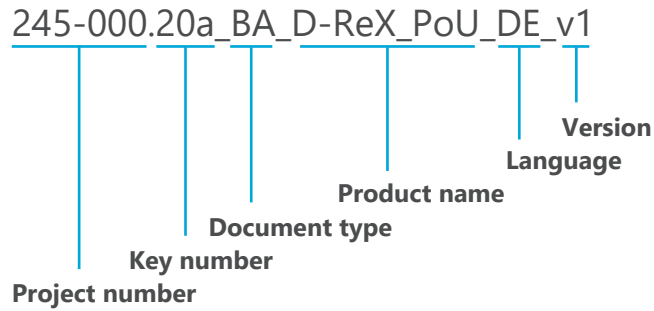 245-000.20a_BA_D-ReX_PoU_DE_v1
Version
Language
Product name
Document type
Key number
Project number